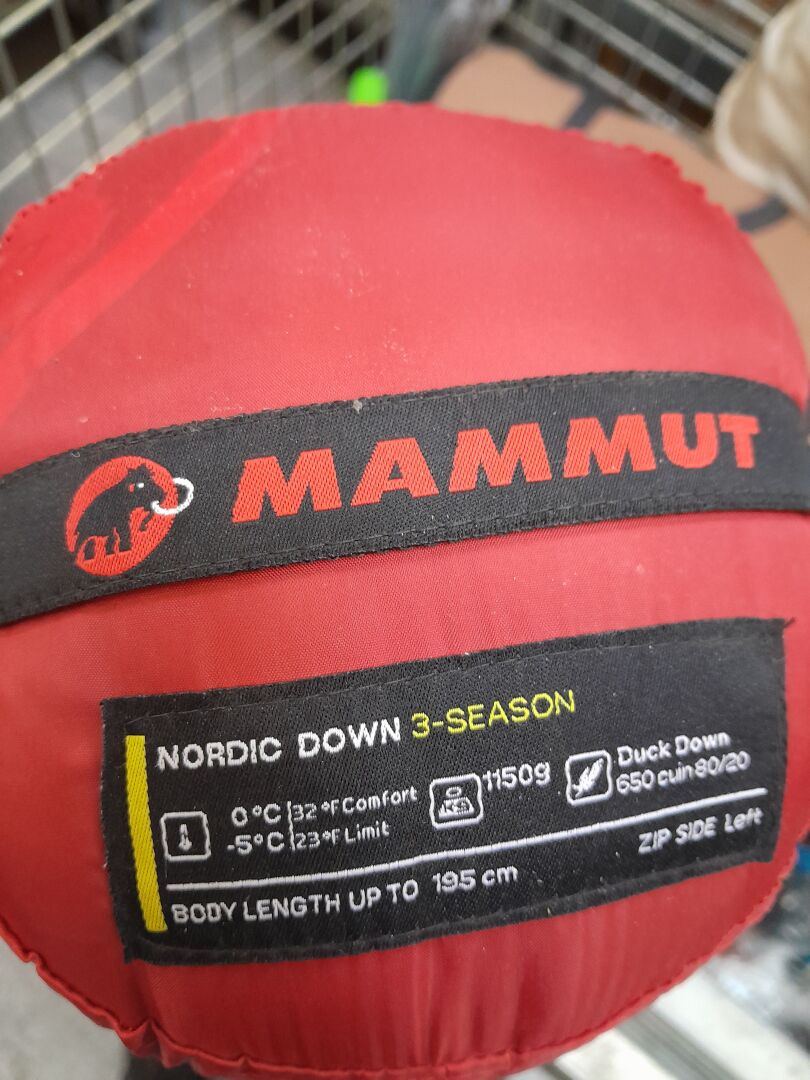 MAMMUT
NORDIC DOWN 3-SEASON
0°C 32°F Comfort
-5°C 23°F Limit
1150g
Duck Down
650 cuin 80/20
BODY LENGTH UP TO 195 cm
ZIP SIDE Left